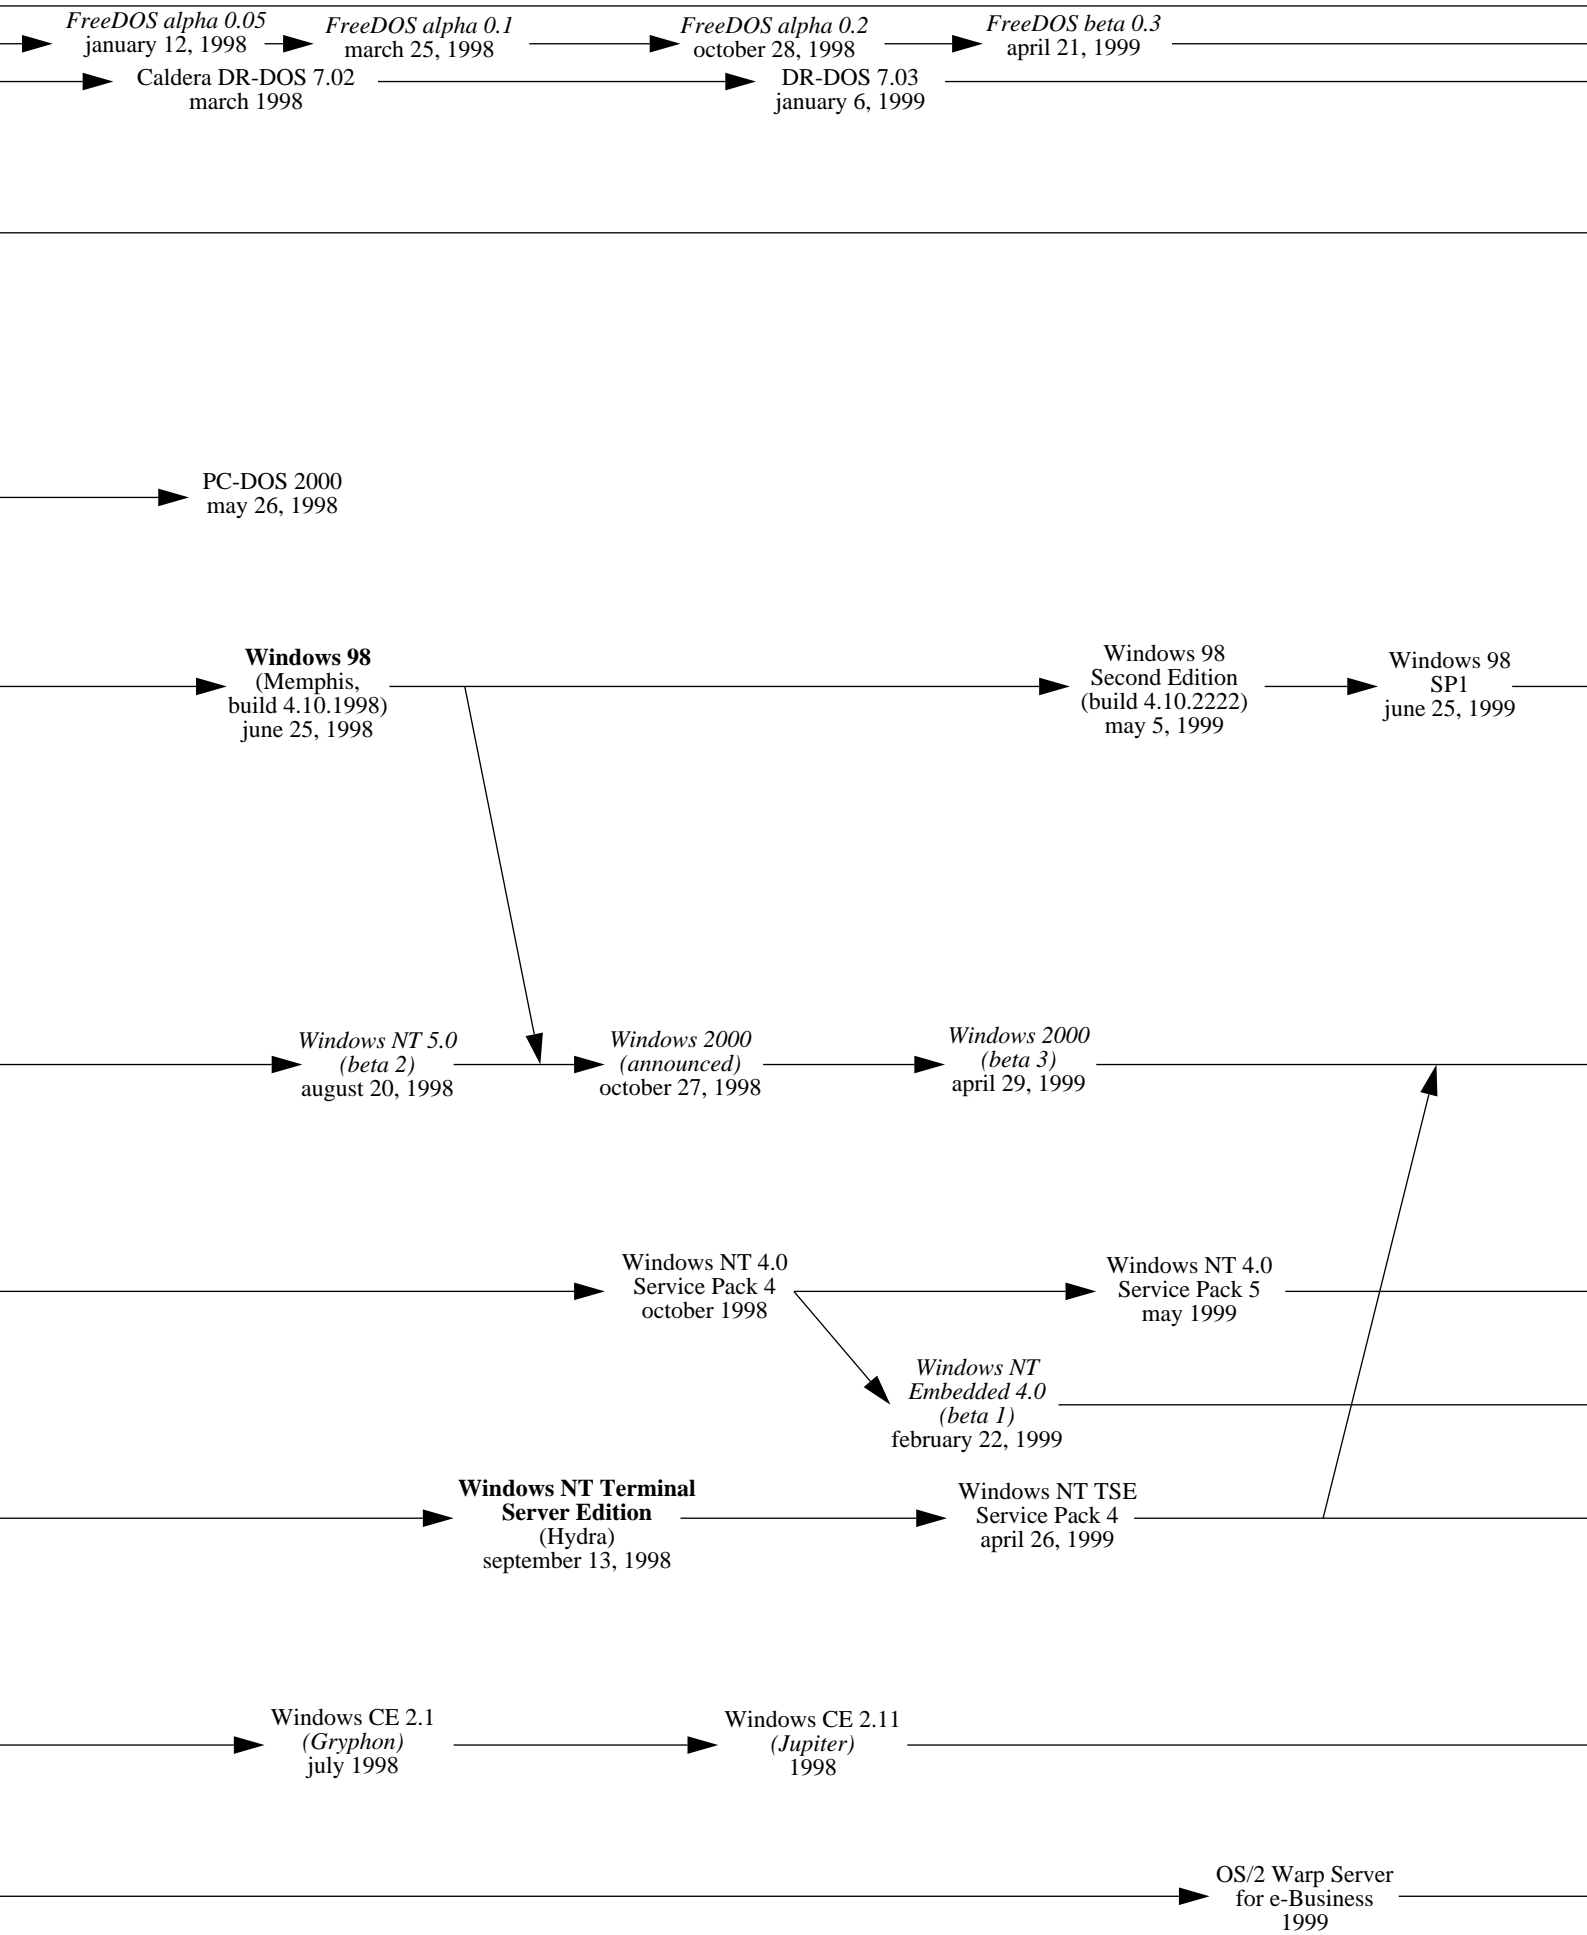 FreeDOS alpha 0.05
january 12, 1998
FreeDOS alpha 0.1
march 25, 1998
FreeDOS alpha 0.2
october 28, 1998
FreeDOS beta 0.3
april 21, 1999
Caldera DR-DOS 7.02
march 1998
DR-DOS 7.03
january 6, 1999
PC-DOS 2000
may 26, 1998
Windows 98
(Memphis,
build 4.10.1998)
june 25, 1998
Windows 98
Second Edition
(build 4.10.2222)
may 5, 1999
Windows 98
SP1
june 25, 1999
Windows NT 5.0
(beta 2)
august 20, 1998
Windows 2000
(announced)
october 27, 1998
Windows 2000
(beta 3)
april 29, 1999
Windows NT 4.0
Service Pack 4
october 1998
Windows NT 4.0
Service Pack 5
may 1999
Windows NT
Embedded 4.0
(beta 1)
february 22, 1999
Windows NT Terminal
Server Edition
(Hydra)
september 13, 1998
Windows NT TSE
Service Pack 4
april 26, 1999
Windows CE 2.1
(Gryphon)
july 1998
Windows CE 2.11
(Jupiter)
1998
OS/2 Warp Server
for e-Business
1999